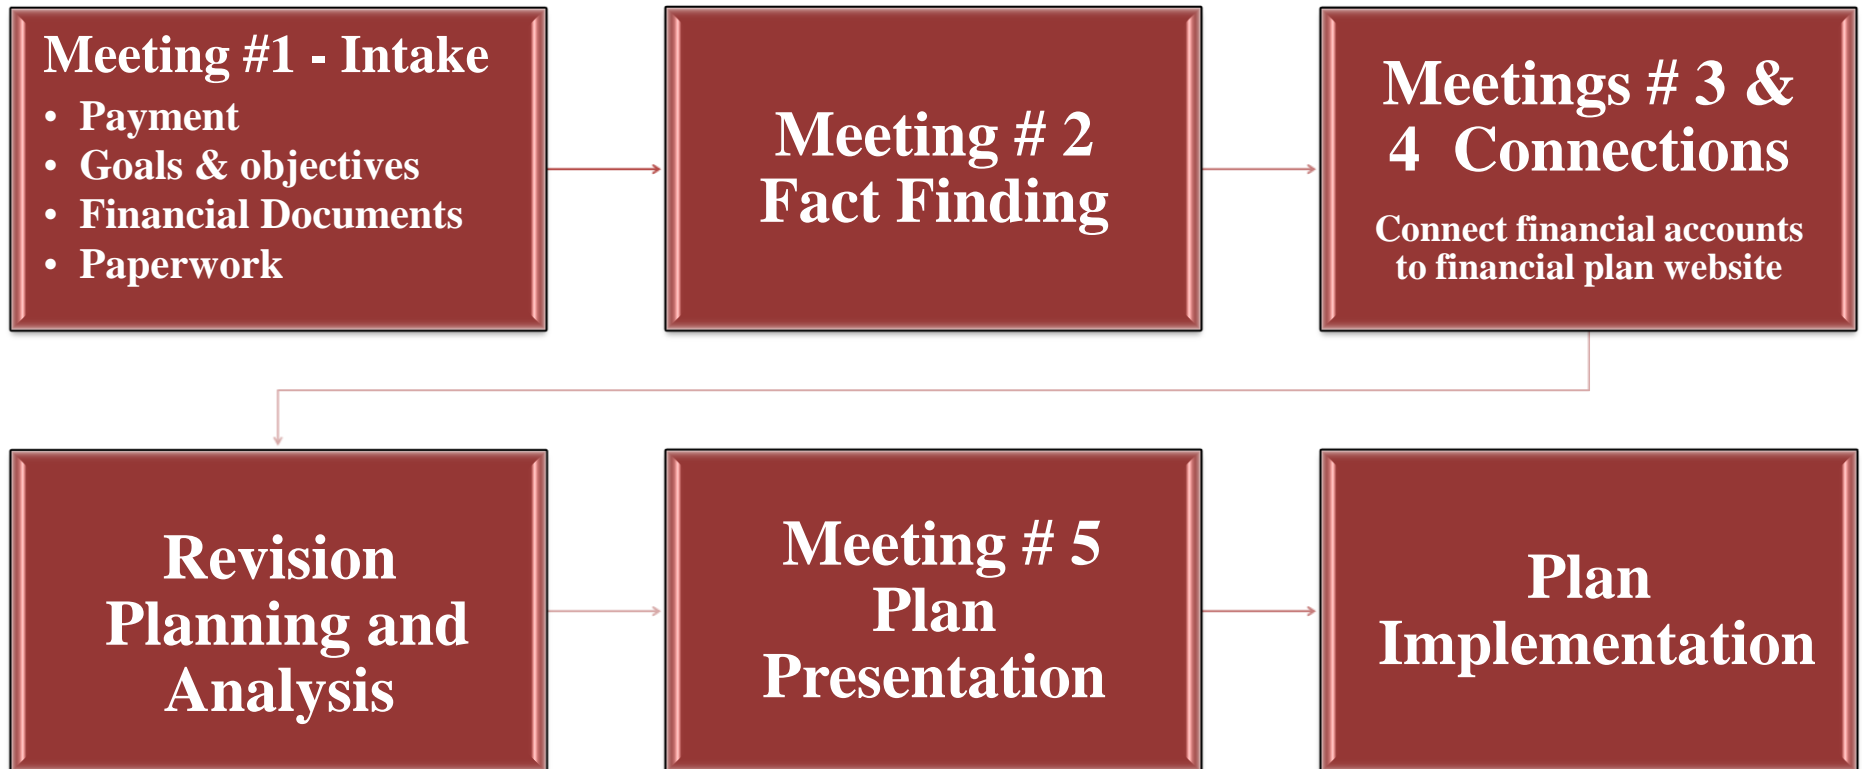 Meeting #1 - Intake
• Payment
• Goals & objectives
• Financial Documents
• Paperwork
Meeting # 2
Fact Finding
Meetings # 3 &
4 Connections
Connect financial accounts
to financial plan website
Revision
Planning and
Analysis
Meeting # 5
Plan
Presentation
Plan
Implementation